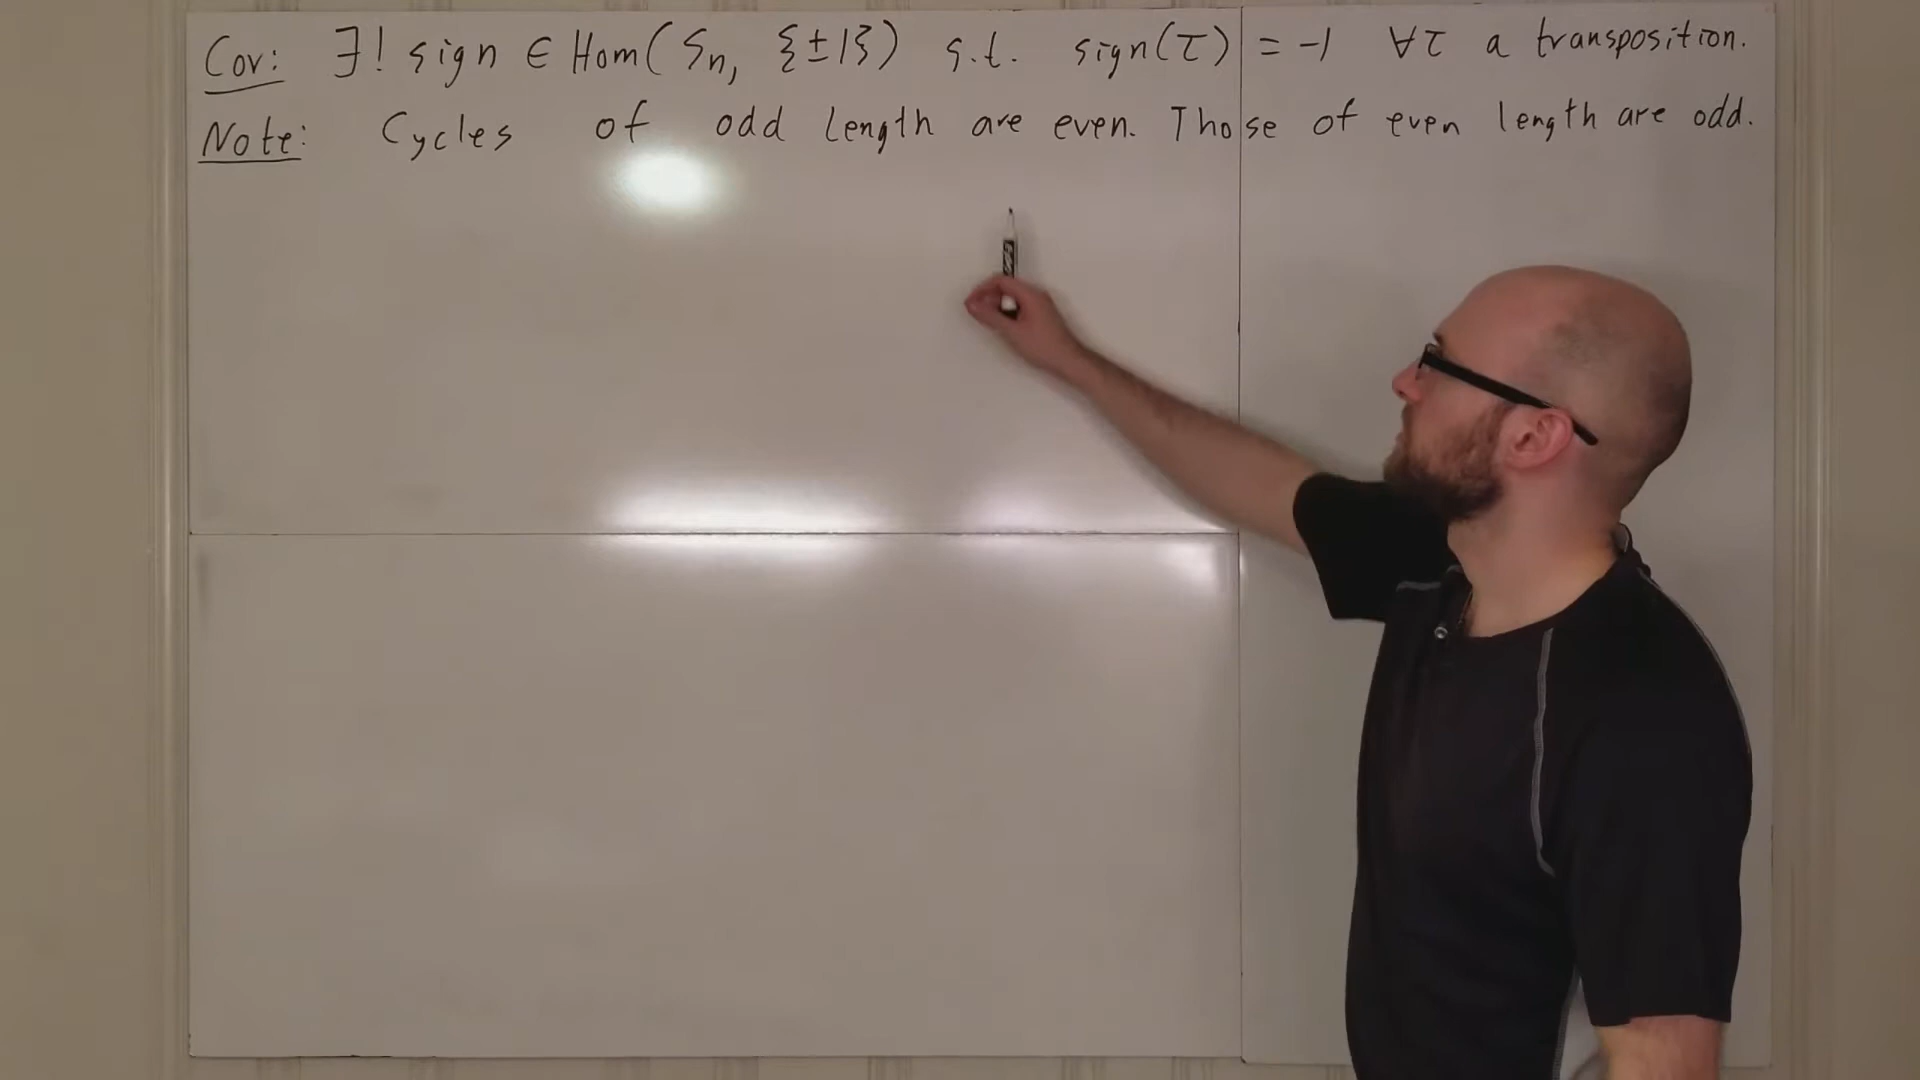 Cor: ∃! sign ∈ Hom(Sn, {±1}) s.t. sign(τ) = -1 ∀τ a transposition.
Note: Cycles of odd length are even. Those of even length are odd.